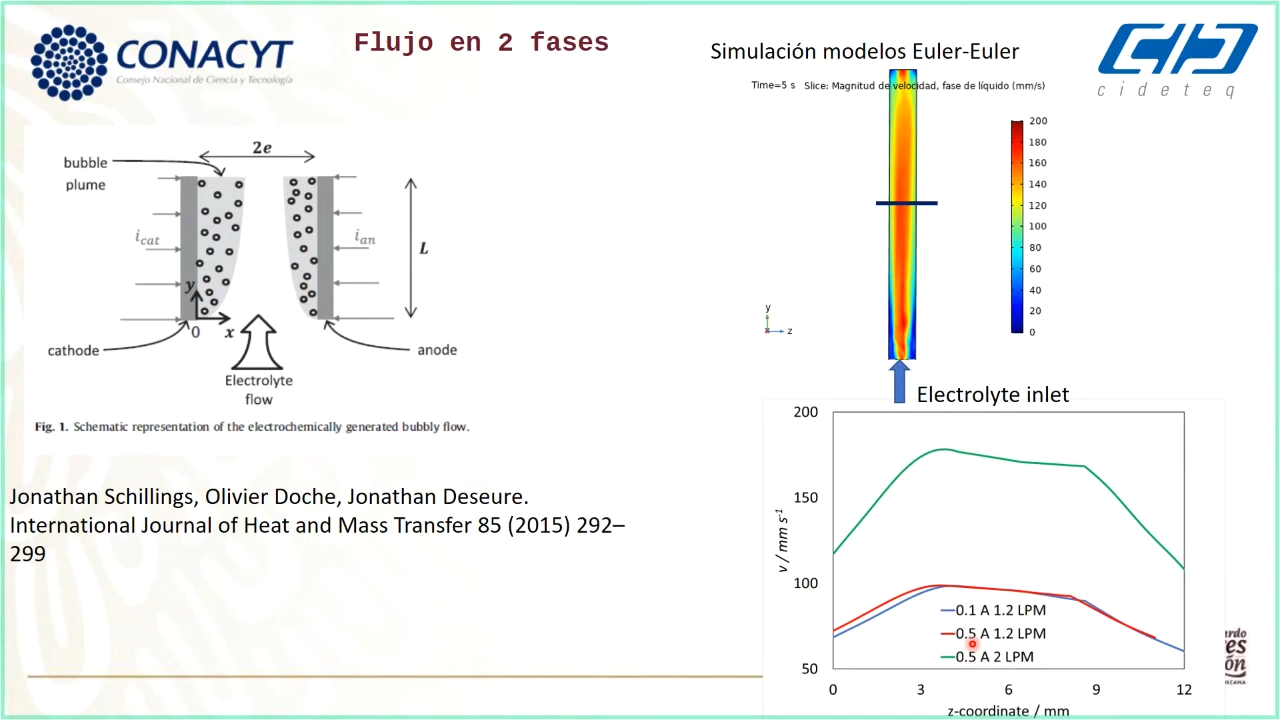 CONACYT
Consejo Nacional de Ciencia y Tecnología
Flujo en 2 fases
Simulación modelos Euler-Euler
cideteq
Time=5 s Slice: Magnitud de velocidad, fase de líquido (mm/s)
200
180
160
140
120
100
80
60
40
20
0
y
z
bubble
plume
2e
i_cat
i_an
L
y
0
x
cathode
anode
Electrolyte
flow
Fig. 1. Schematic representation of the electrochemically generated bubbly flow.
Electrolyte inlet
Jonathan Schillings, Olivier Doche, Jonathan Deseure.
International Journal of Heat and Mass Transfer 85 (2015) 292–
299
200
150
100
50
v / mm s⁻¹
0.1 A 1.2 LPM
0.5 A 1.2 LPM
0.5 A 2 LPM
0
3
6
9
12
z-coordinate / mm